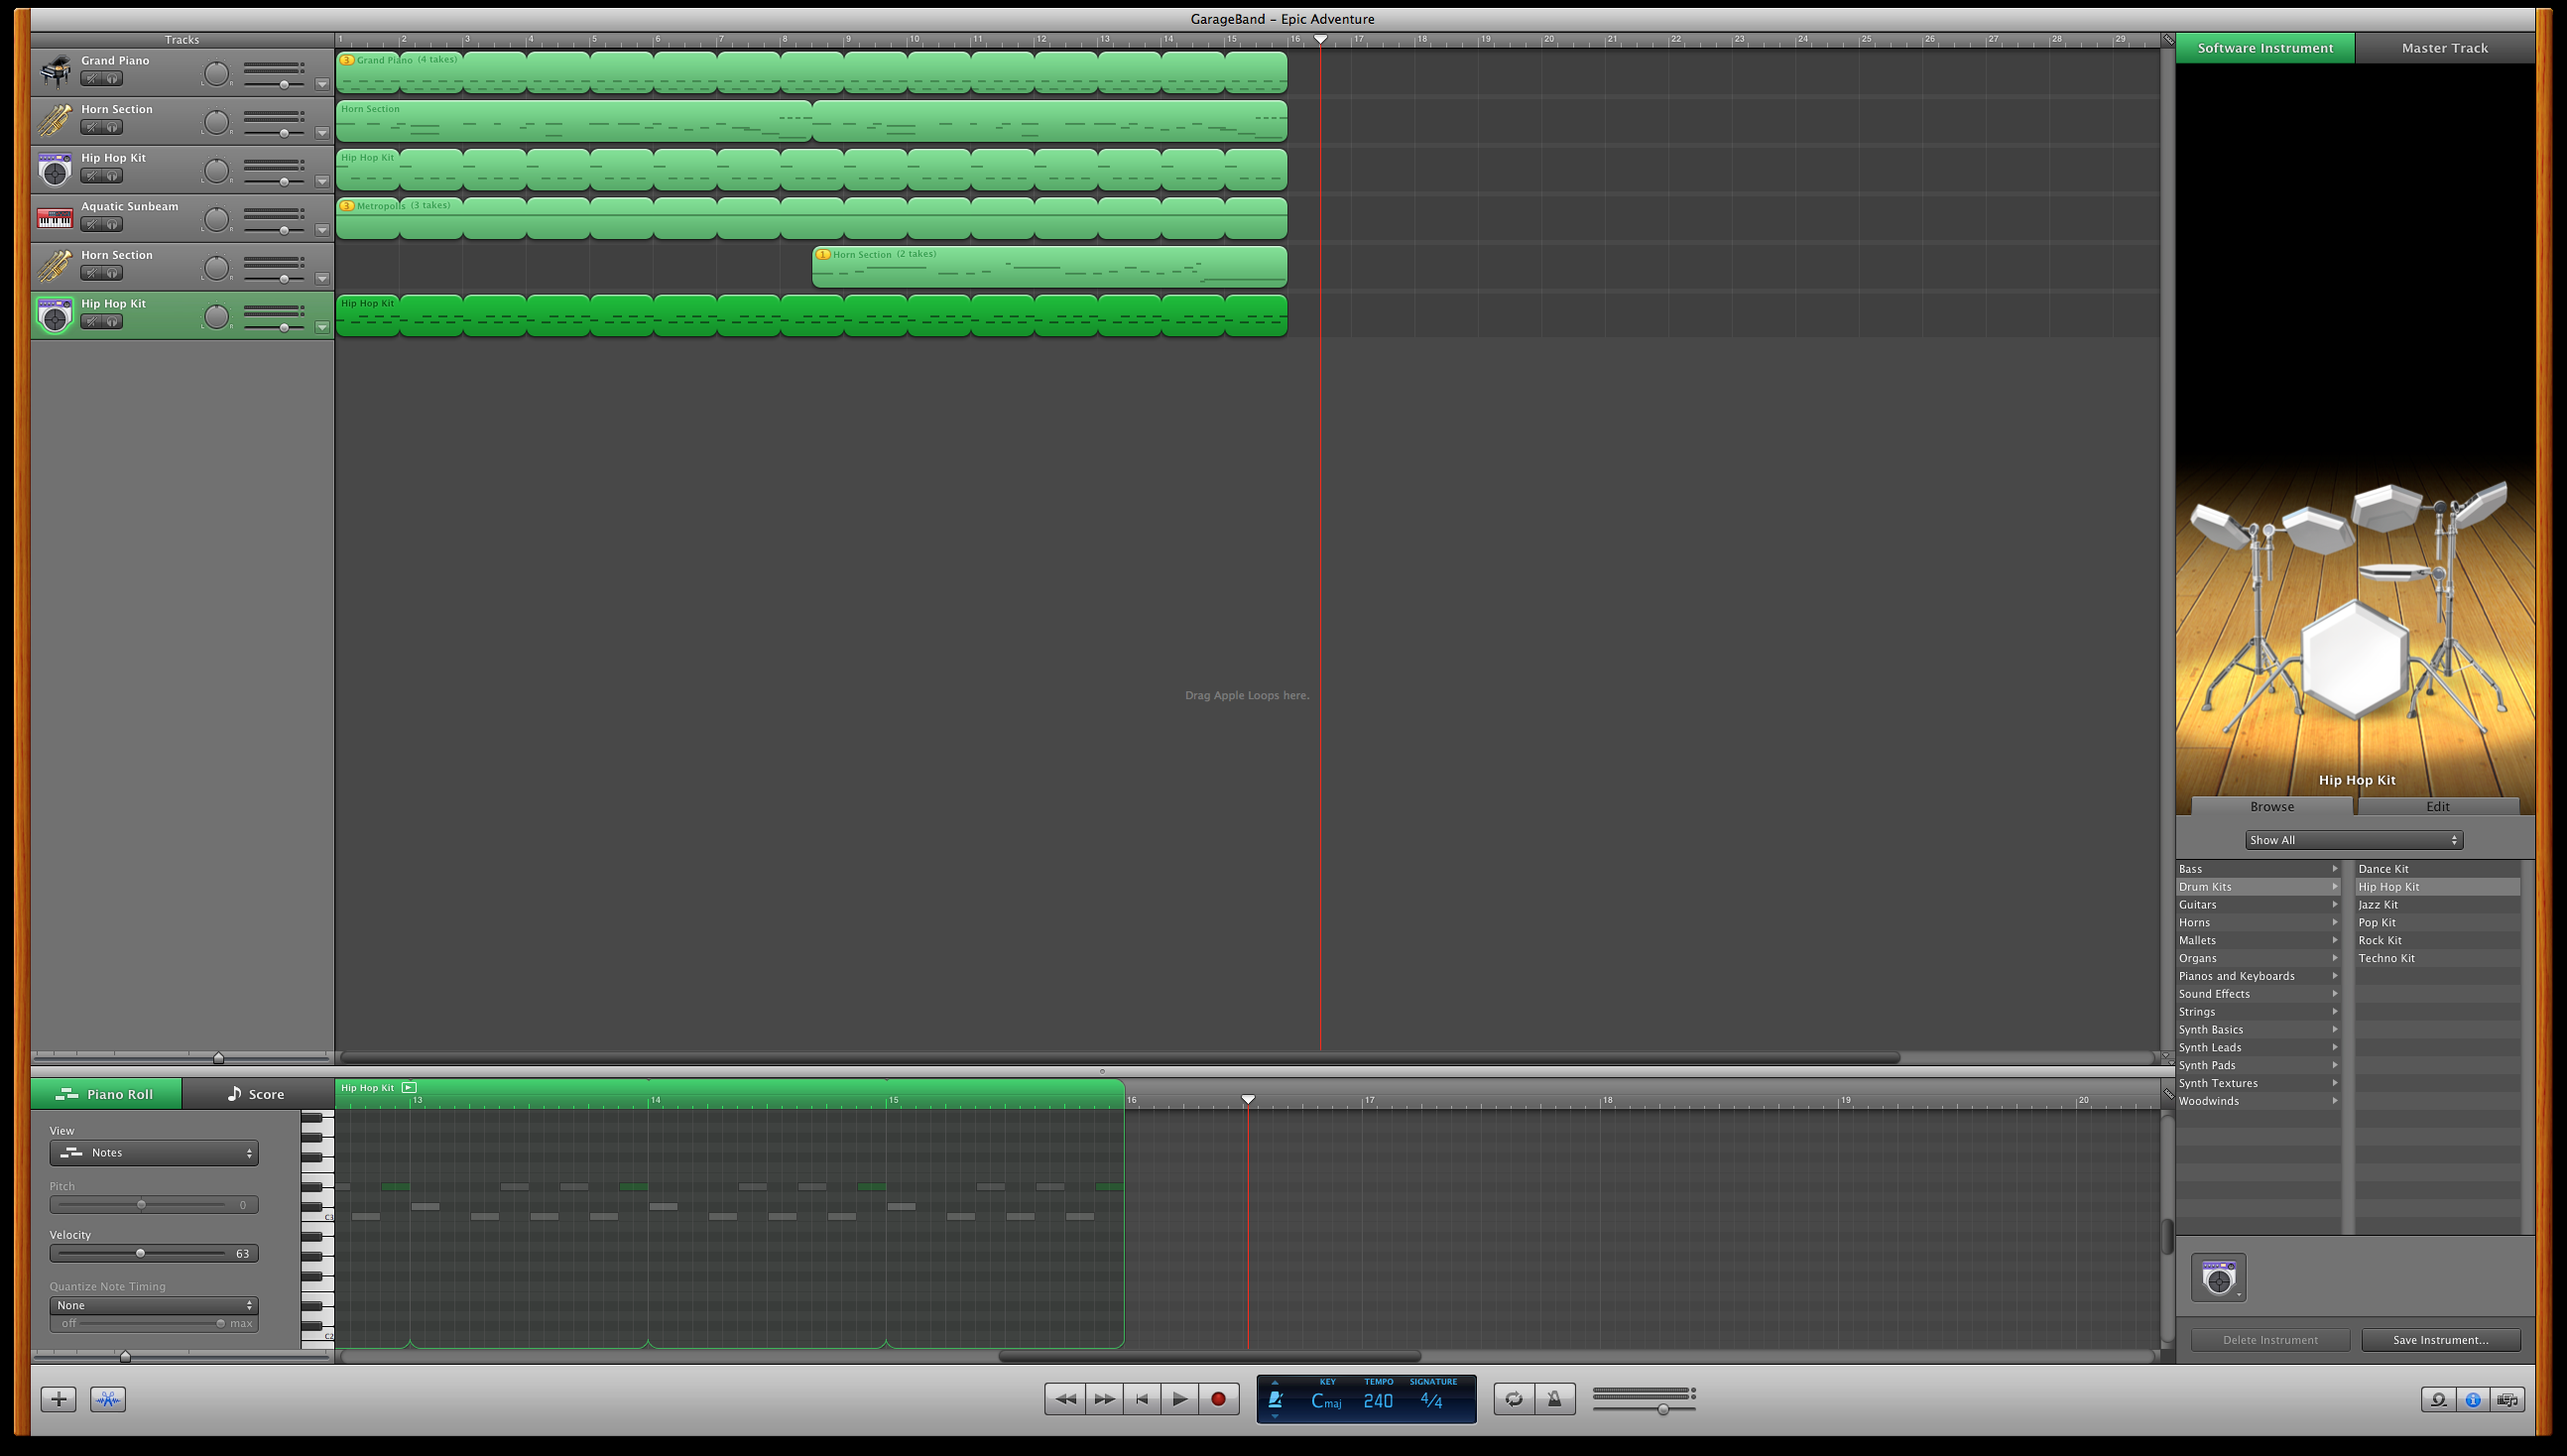 GarageBand – Epic Adventure
Tracks
1 2 3 4 5 6 7 8 9 10 11 12 13 14 15 16 17 18 19 20 21 22 23 24 25 26 27 28 29
Software Instrument
Master Track
Grand Piano
3 Grand Piano (4 takes)
Horn Section
Horn Section
Hip Hop Kit
Hip Hop Kit
Aquatic Sunbeam
3 Metropolis (3 takes)
Horn Section
1 Horn Section (2 takes)
Hip Hop Kit
Hip Hop Kit
L R
L R
L R
L R
L R
L R
Drag Apple Loops here.
Hip Hop Kit
Browse
Edit
Show All
Bass
Drum Kits
Guitars
Horns
Mallets
Organs
Pianos and Keyboards
Sound Effects
Strings
Synth Basics
Synth Leads
Synth Pads
Synth Textures
Woodwinds
Dance Kit
Hip Hop Kit
Jazz Kit
Pop Kit
Rock Kit
Techno Kit
Piano Roll
Score
Hip Hop Kit
13 14 15 16 17 18 19 20
View
Notes
Pitch
0
Velocity
63
Quantize Note Timing
None
off max
C3
C2
Delete Instrument
Save Instrument...
KEY TEMPO SIGNATURE
Cmaj 240 4/4